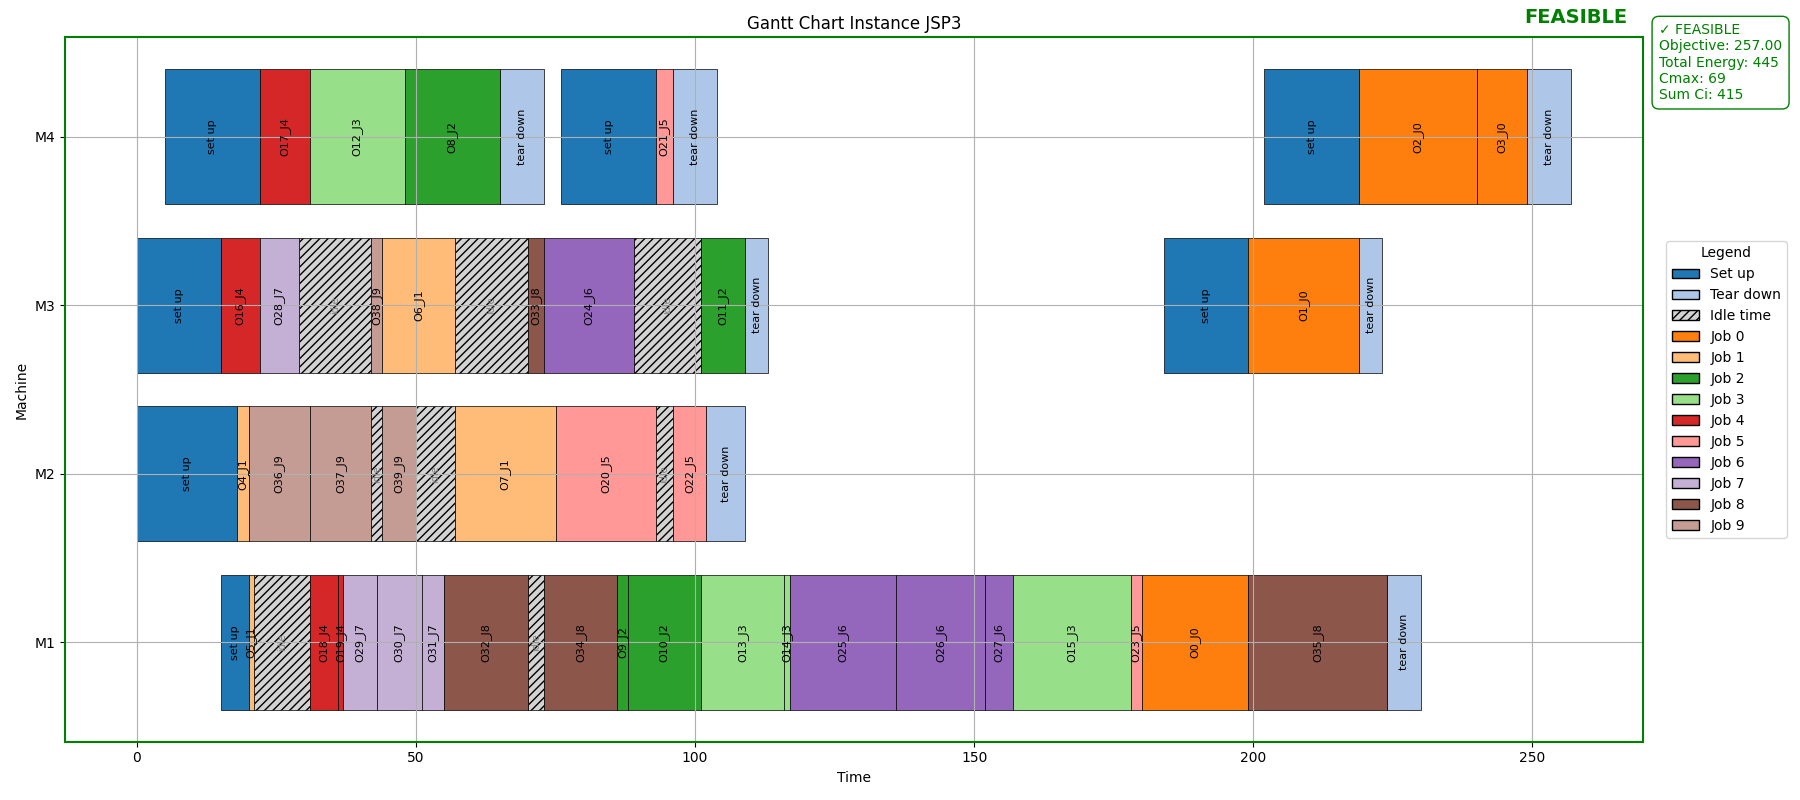 Gantt Chart Instance JSP3
FEASIBLE
✓ FEASIBLE
Objective: 257.00
Total Energy: 445
Cmax: 69
Sum Ci: 415
M4
set up
O17_J4
O12_J3
O8_J2
tear down
set up
O21_J5
tear down
set up
O2_J0
O3_J0
tear down
M3
set up
O16_J4
O28_J7
O38_J9
O6_J1
O33_J8
O24_J6
O11_J2
tear down
set up
O1_J0
tear down
M2
set up
O4_J1
O36_J9
O37_J9
O39_J9
O7_J1
O20_J5
O22_J5
tear down
M1
set up
O5_J1
O18_J4
O19_J4
O29_J7
O30_J7
O31_J7
O32_J8
O34_J8
O9_J2
O10_J2
O13_J3
O14_J3
O25_J6
O26_J6
O27_J6
O15_J3
O23_J5
O0_J0
O35_J8
tear down
Machine
0
50
100
150
200
250
Time
Legend
Set up
Tear down
Idle time
Job 0
Job 1
Job 2
Job 3
Job 4
Job 5
Job 6
Job 7
Job 8
Job 9